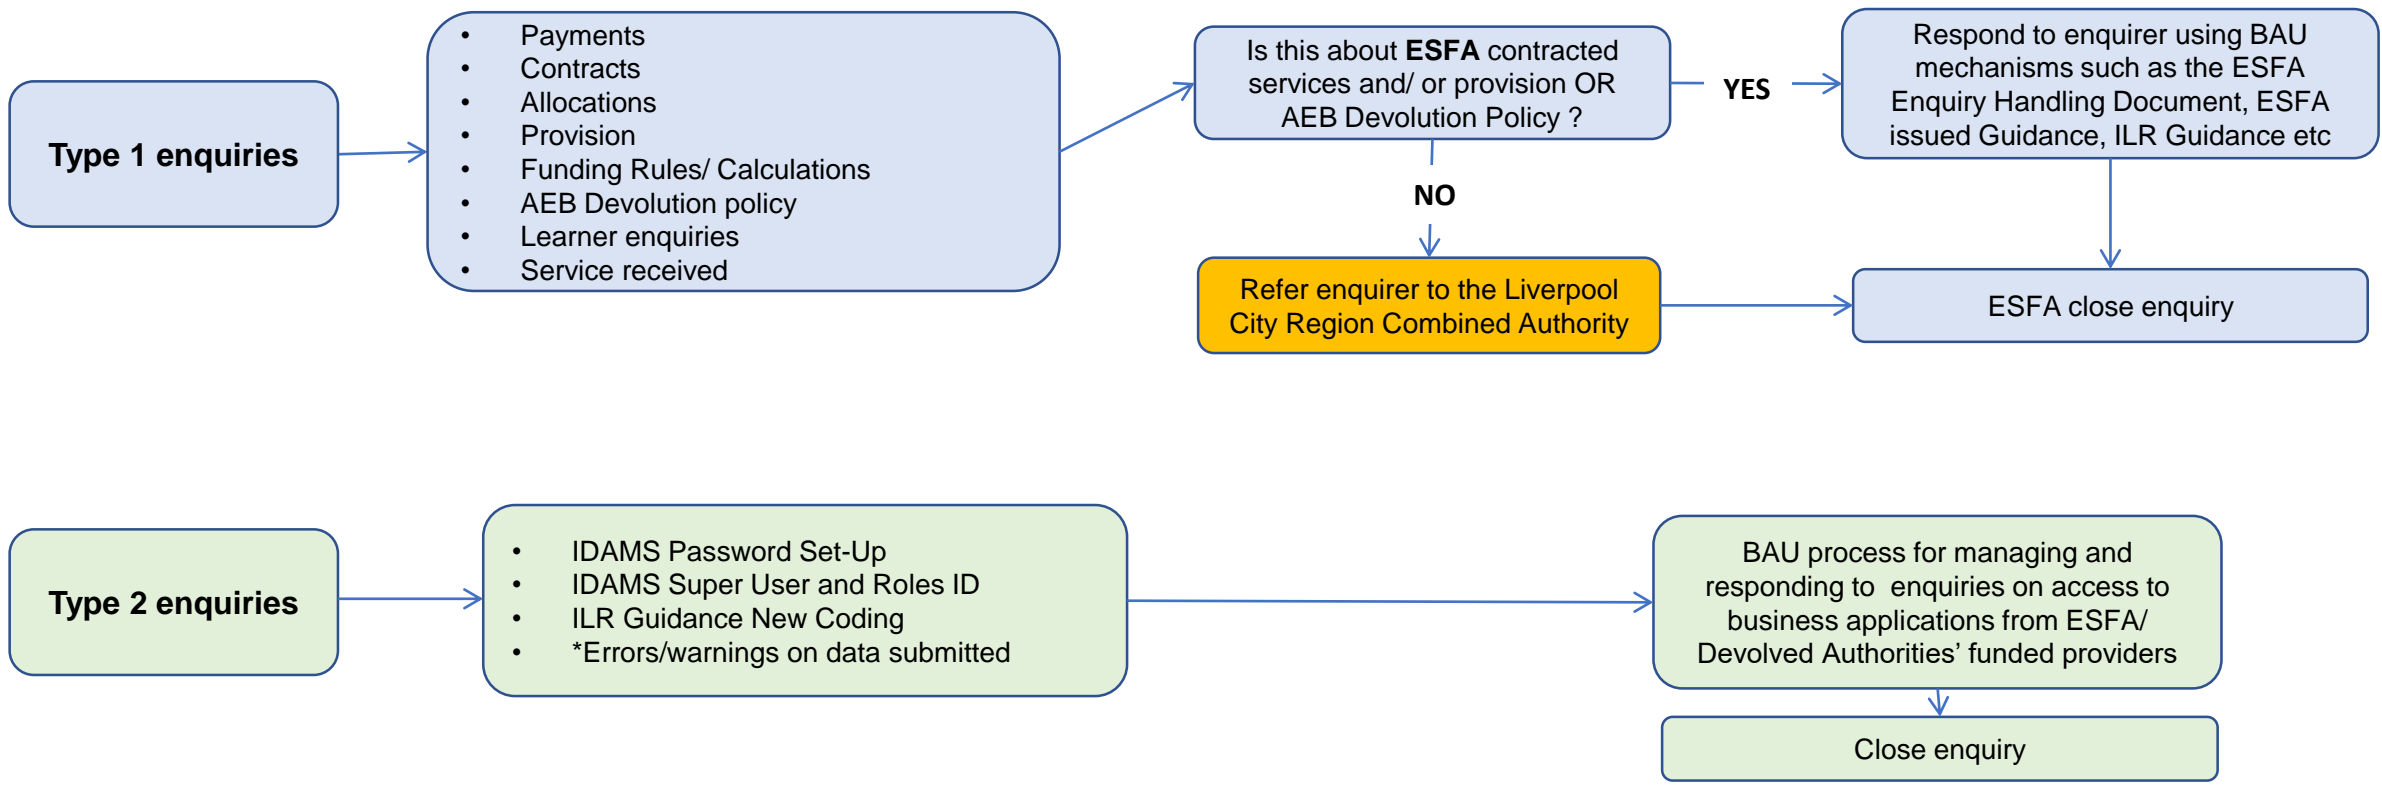 Type 1 enquiries
• Payments
• Contracts
• Allocations
• Provision
• Funding Rules/ Calculations
• AEB Devolution policy
• Learner enquiries
• Service received
Is this about ESFA contracted
services and/ or provision OR
AEB Devolution Policy ?
YES
Respond to enquirer using BAU
mechanisms such as the ESFA
Enquiry Handling Document, ESFA
issued Guidance, ILR Guidance etc
NO
Refer enquirer to the Liverpool
City Region Combined Authority
ESFA close enquiry
Type 2 enquiries
• IDAMS Password Set-Up
• IDAMS Super User and Roles ID
• ILR Guidance New Coding
• *Errors/warnings on data submitted
BAU process for managing and
responding to  enquiries on access to
business applications from ESFA/
Devolved Authorities’ funded providers
Close enquiry